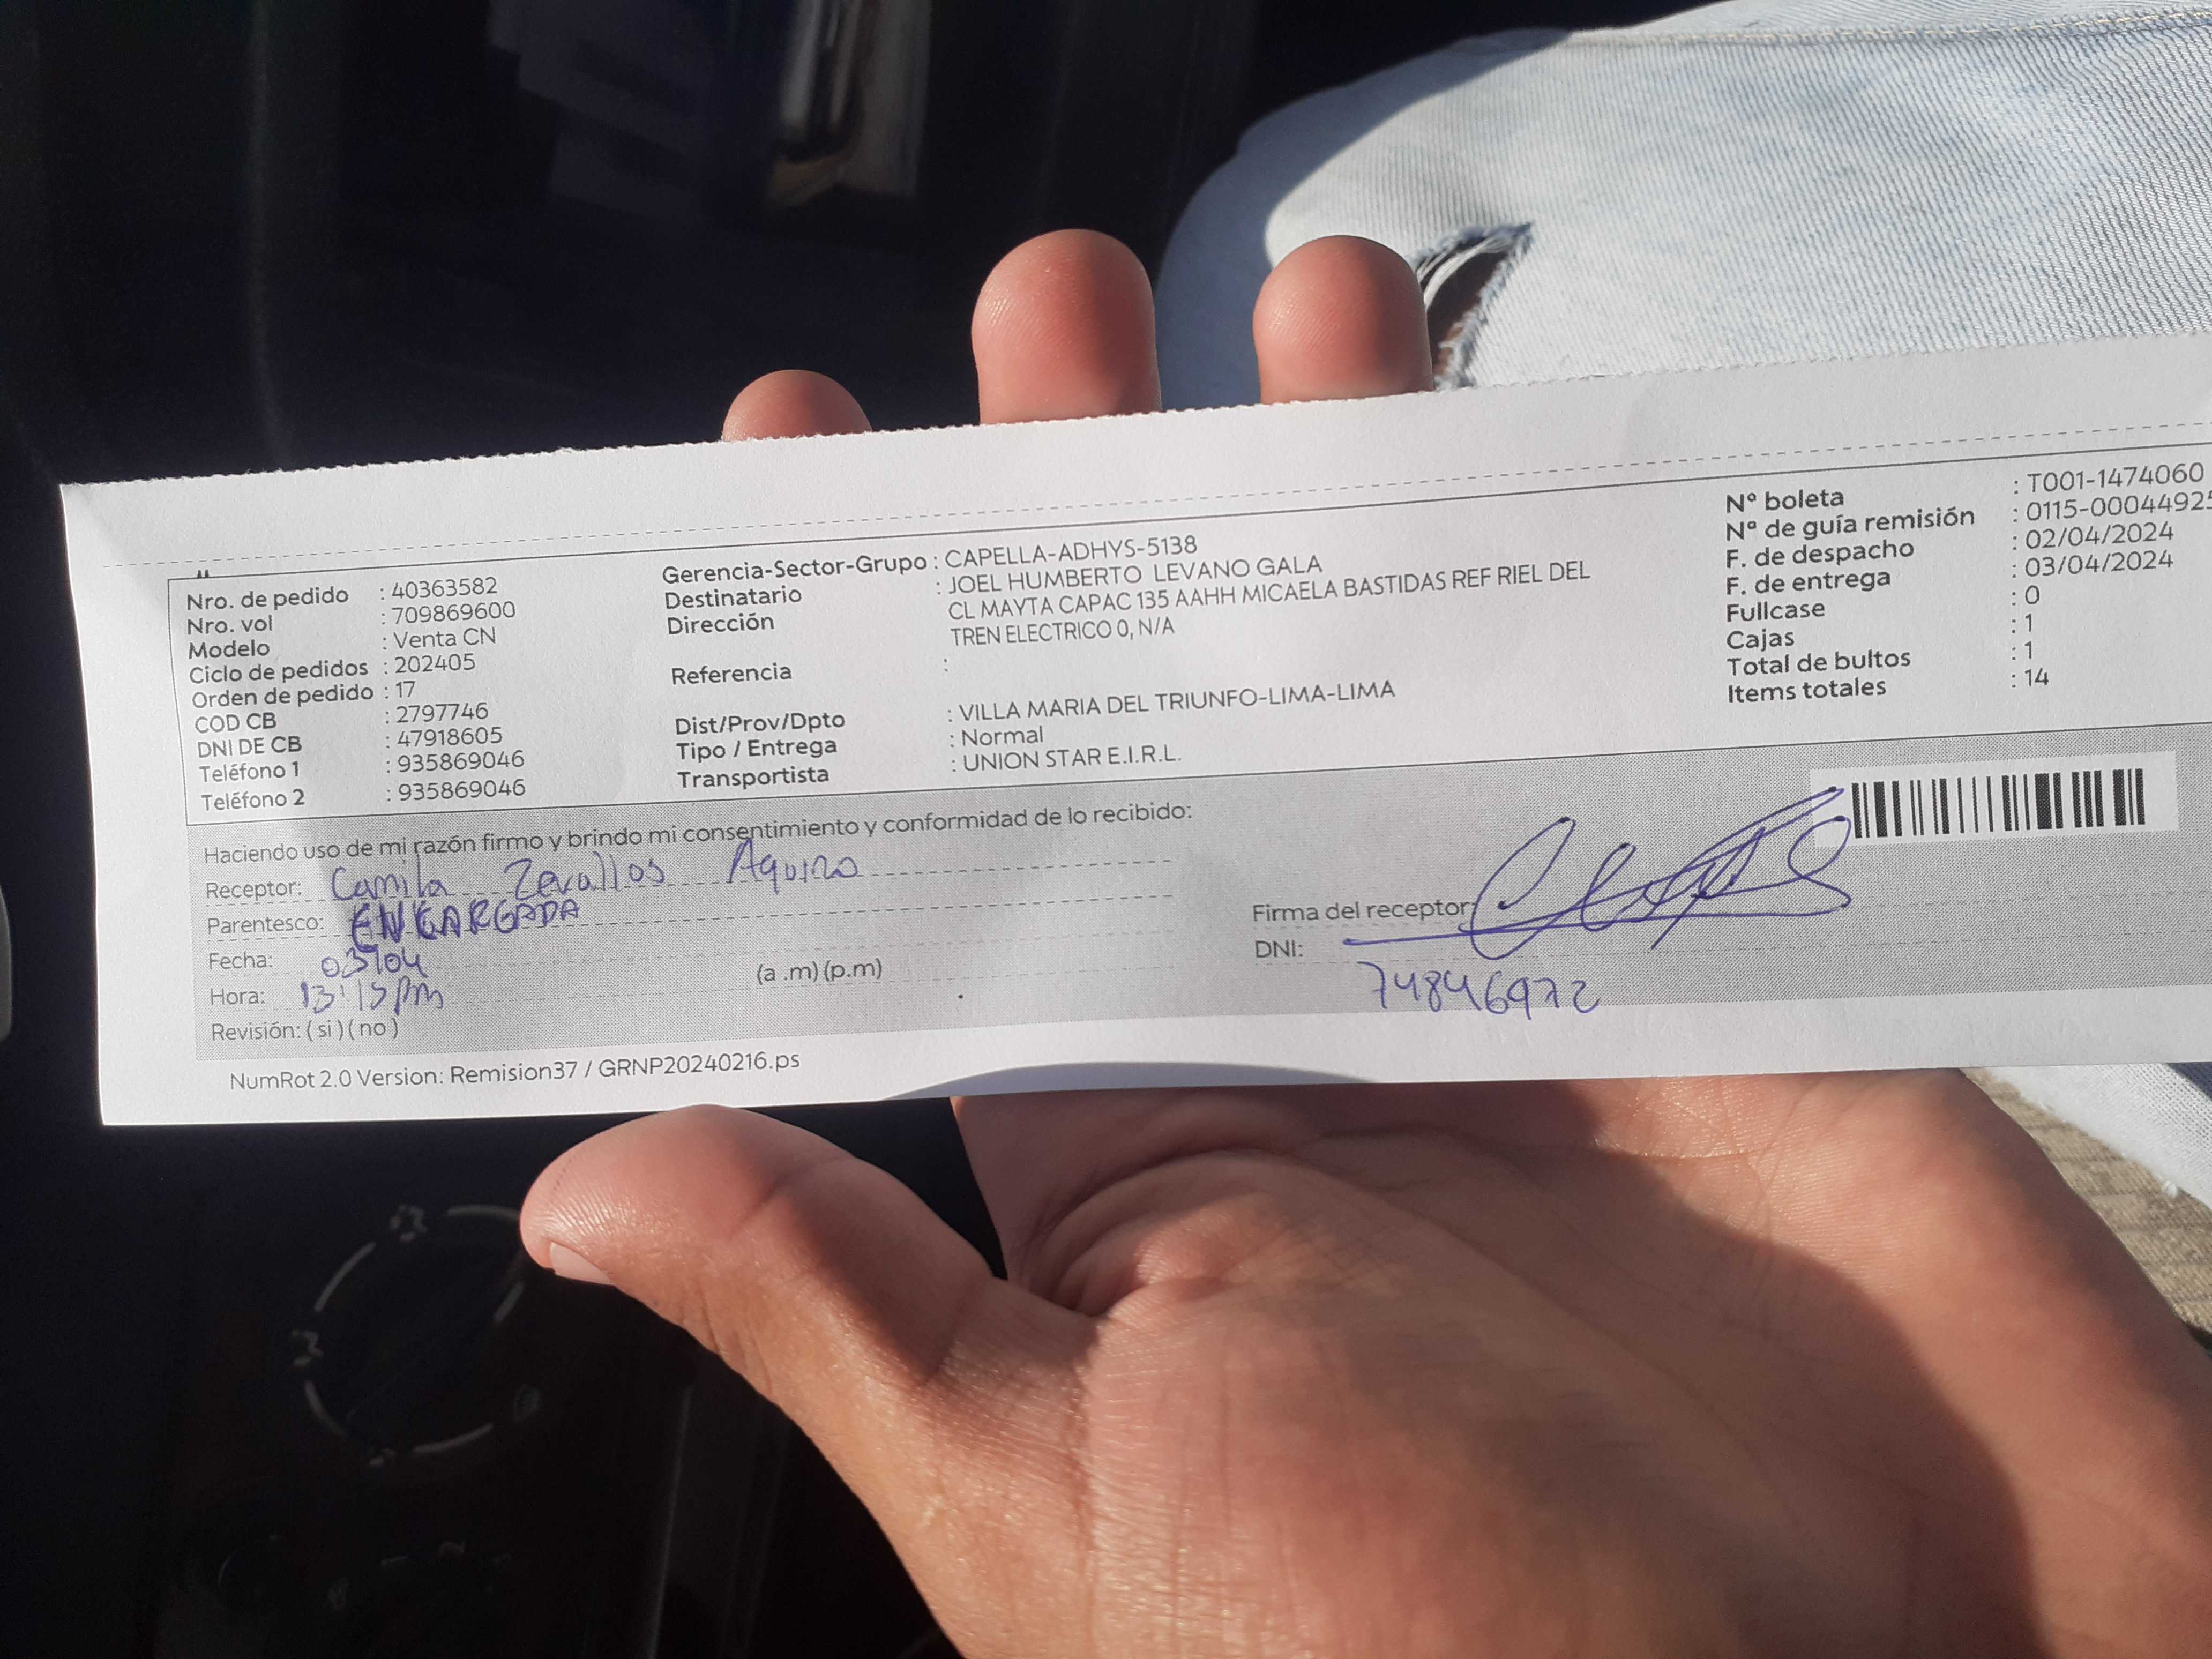 Nro. de pedido : 40363582
Nro. vol : 709869600
Modelo : Venta CN
Ciclo de pedidos : 202405
Orden de pedido : 17
COD CB : 2797746
DNI DE CB : 47918605
Teléfono 1 : 935869046
Teléfono 2 : 935869046
Gerencia-Sector-Grupo : CAPELLA-ADHYS-5138
Destinatario : JOEL HUMBERTO LEVANO GALA
Dirección CL MAYTA CAPAC 135 AAHH MICAELA BASTIDAS REF RIEL DEL
TREN ELECTRICO 0, N/A
Referencia :
Dist/Prov/Dpto : VILLA MARIA DEL TRIUNFO-LIMA-LIMA
Tipo / Entrega : Normal
Transportista : UNION STAR E.I.R.L.
Nº boleta : T001-1474060
Nº de guía remisión : 0115-00044925
F. de despacho : 02/04/2024
F. de entrega : 03/04/2024
Fullcase : 0
Cajas : 1
Total de bultos : 1
Items totales : 14
Haciendo uso de mi razón firmo y brindo mi consentimiento y conformidad de lo recibido:
Receptor: Camila Zevallos
Parentesco: ENCARGADA
Fecha: 03/04
Hora: 13:15 pm (a .m) (p.m)
Revisión: ( si ) ( no )
Firma del receptor:
DNI:
74846972
NumRot 2.0 Version: Remision37 / GRNP20240216.ps